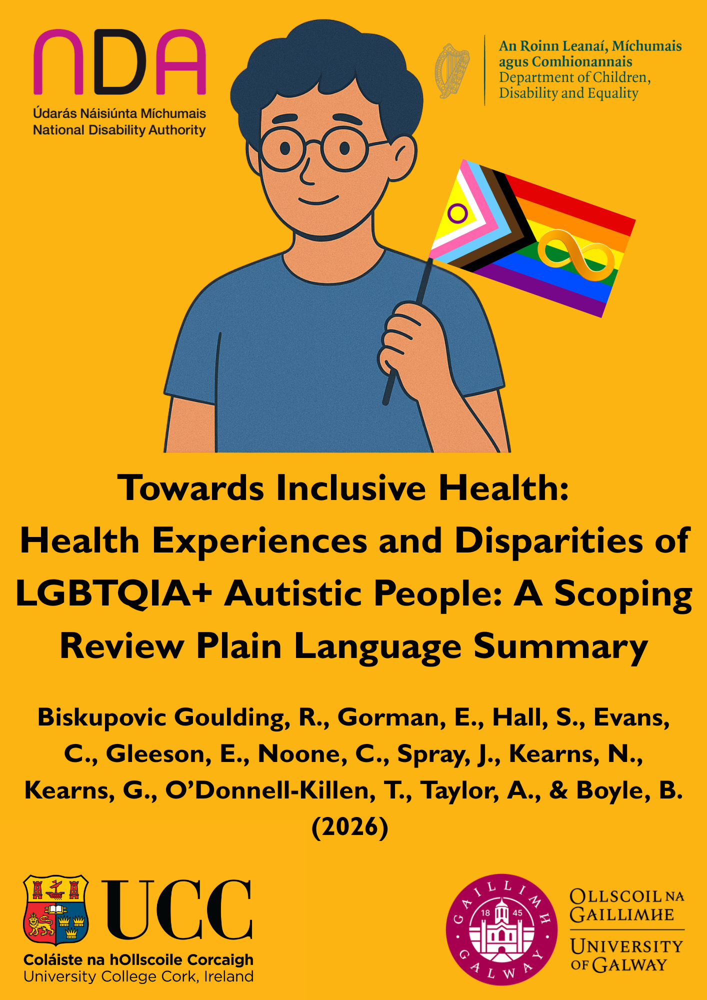 NDA
Údarás Náisiúnta Míchumais
National Disability Authority
An Roinn Leanaí, Míchumais
agus Comhionannais
Department of Children,
Disability and Equality
Towards Inclusive Health:
Health Experiences and Disparities of
LGBTQIA+ Autistic People: A Scoping
Review Plain Language Summary
Biskupovic Goulding, R., Gorman, E., Hall, S., Evans,
C., Gleeson, E., Noone, C., Spray, J., Kearns, N.,
Kearns, G., O’Donnell-Killen, T., Taylor, A., & Boyle, B.
(2026)
UCC
Coláiste na hOllscoile Corcaigh
University College Cork, Ireland
GAILLIMH
18 45
GALWAY
OLLSCOIL NA
GAILLIMHE
UNIVERSITY
OF GALWAY